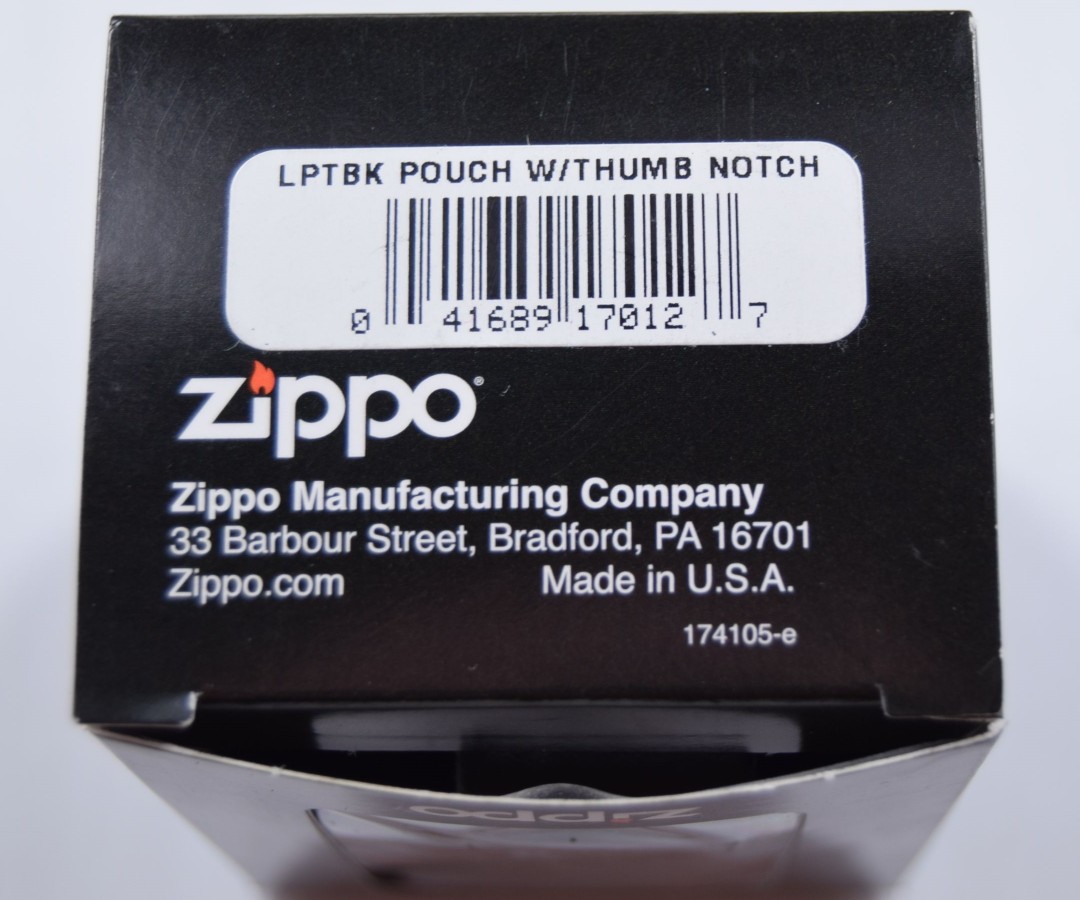 LPTBK POUCH W/THUMB NOTCH
0 41689 17012 7
zippo®
Zippo Manufacturing Company
33 Barbour Street, Bradford, PA 16701
Zippo.com Made in U.S.A.
174105-e
zippo